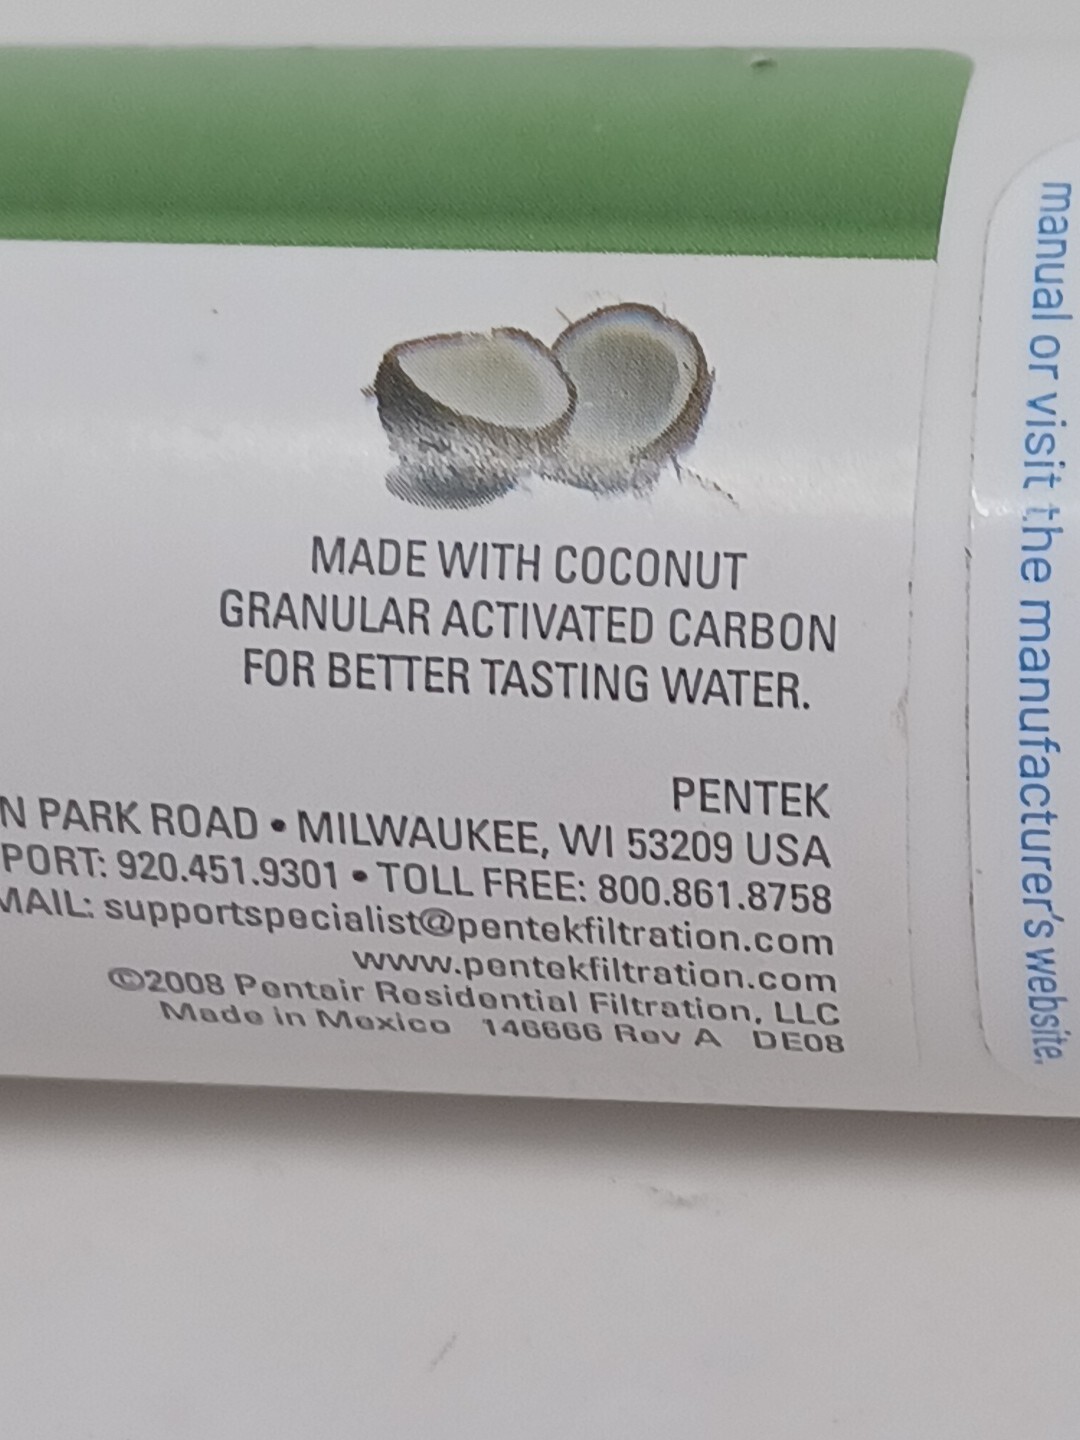 MADE WITH COCONUT
GRANULAR ACTIVATED CARBON
FOR BETTER TASTING WATER.
PENTEK
N PARK ROAD • MILWAUKEE, WI 53209 USA
PORT: 920.451.9301 • TOLL FREE: 800.861.8758
MAIL: supportspecialist@pentekfiltration.com
www.pentekfiltration.com
©2008 Pentair Residential Filtration, LLC
Made in Mexico 146666 Rev A DE08
manual or visit the manufacturer's website.